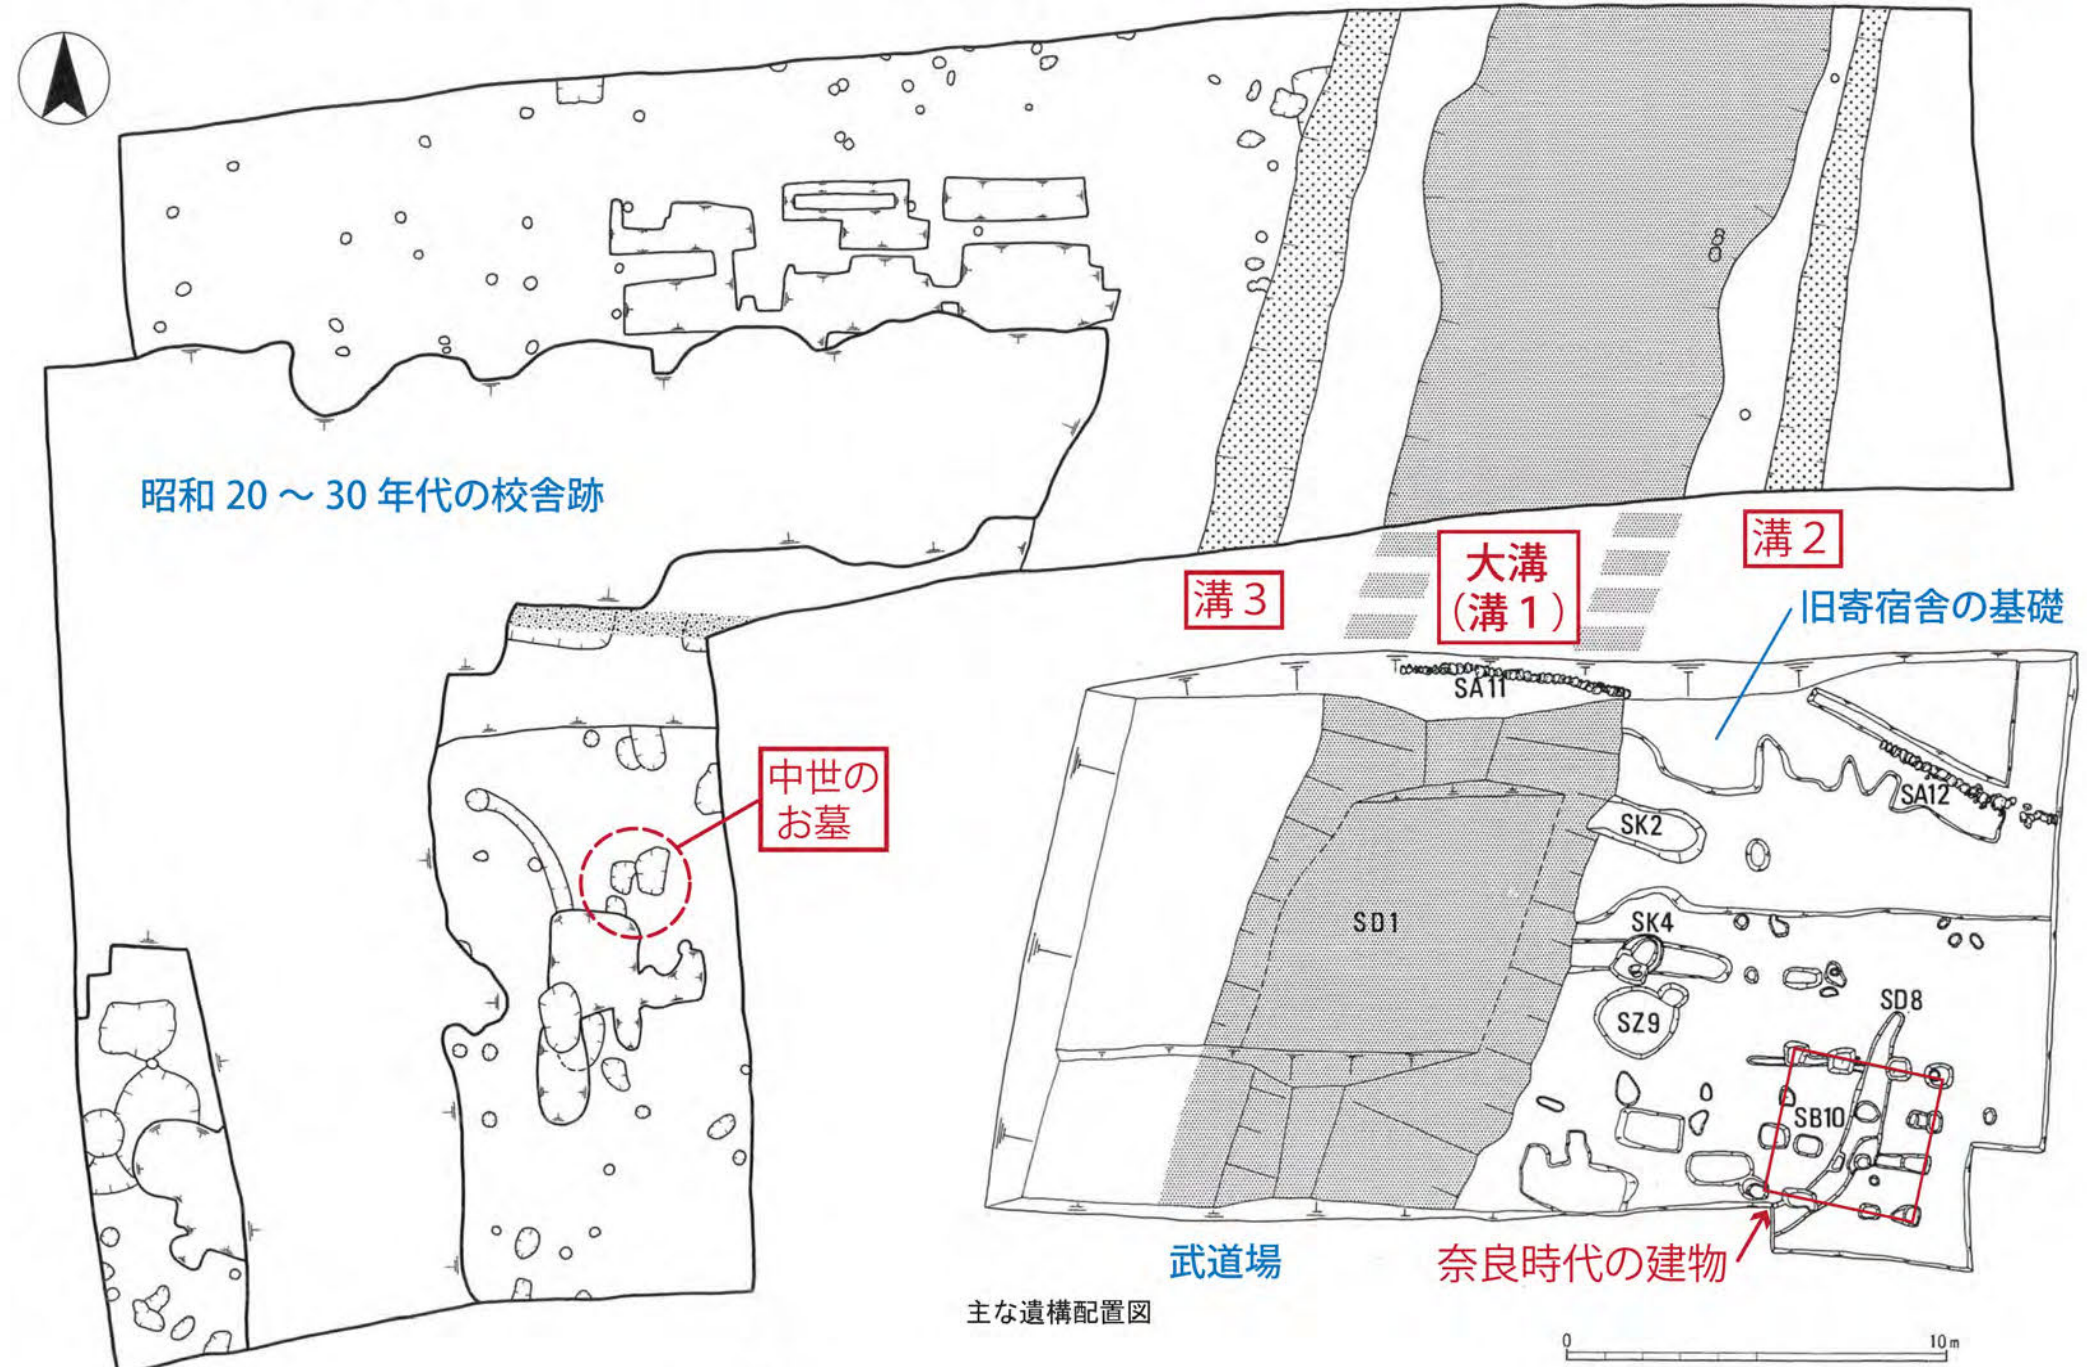 昭和 20 ～ 30 年代の校舎跡
溝３
大溝
（溝１）
溝２
旧寄宿舎の基礎
SA11
SA12
SK2
中世の
お墓
SD1
SK4
SZ9
SD8
SB10
武道場
奈良時代の建物
主な遺構配置図
0
10m